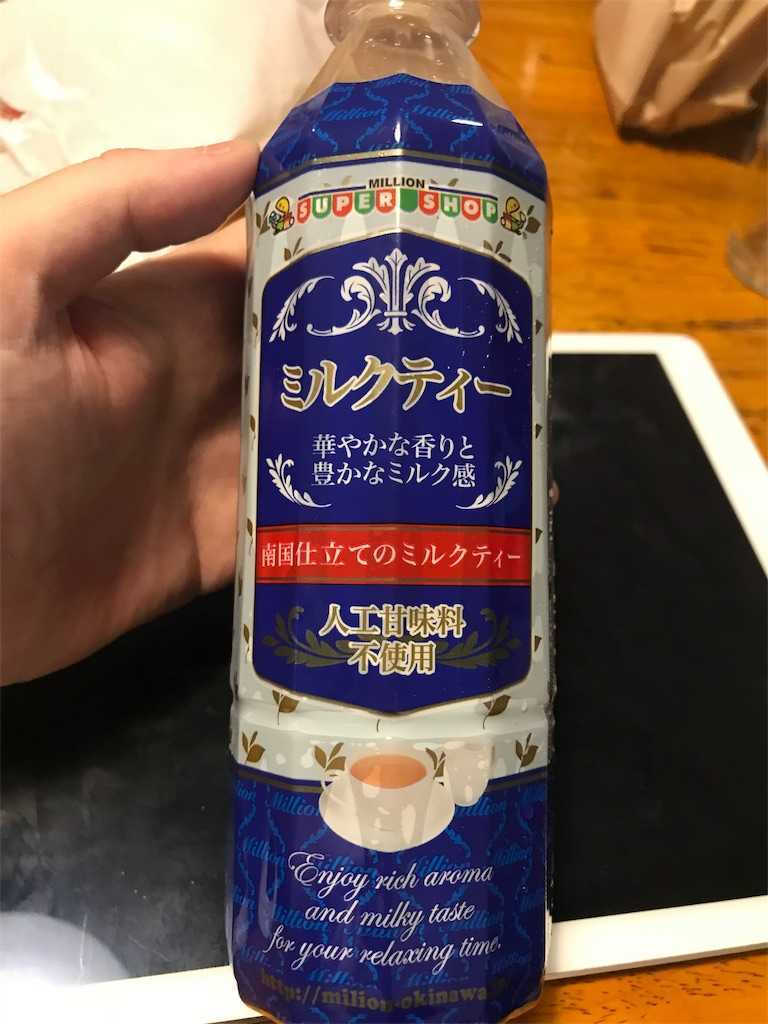 MILLION
SUPER SHOP
ミルクティー
華やかな香りと
豊かなミルク感
南国仕立てのミルクティー
人工甘味料
不使用
Million
Enjoy rich aroma
and milky taste
for your relaxing time.